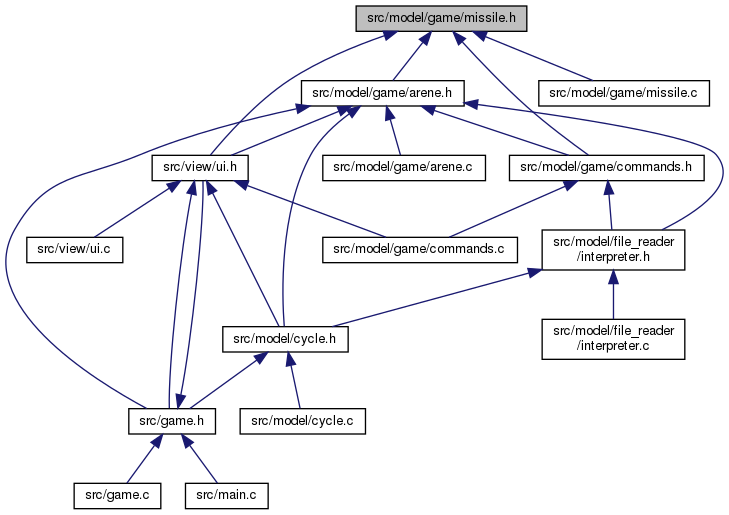 src/model/game/missile.h
src/model/game/arene.h
src/model/game/missile.c
src/view/ui.h
src/model/game/arene.c
src/model/game/commands.h
src/view/ui.c
src/model/game/commands.c
src/model/file_reader
/interpreter.h
src/model/cycle.h
src/model/file_reader
/interpreter.c
src/game.h
src/model/cycle.c
src/game.c
src/main.c